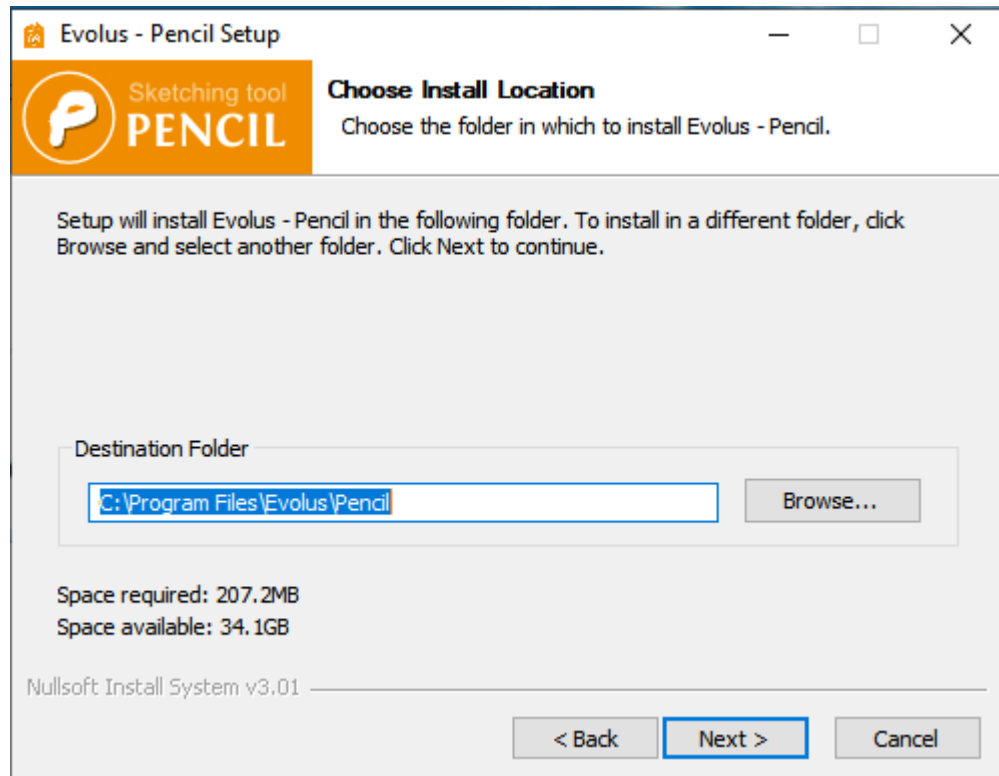 Evolus - Pencil Setup
Sketching tool
PENCIL
Choose Install Location
Choose the folder in which to install Evolus - Pencil.
Setup will install Evolus - Pencil in the following folder. To install in a different folder, click
Browse and select another folder. Click Next to continue.
Destination Folder
C:\Program Files\Evolus\Pencil
Browse...
Space required: 207.2MB
Space available: 34.1GB
Nullsoft Install System v3.01
< Back
Next >
Cancel